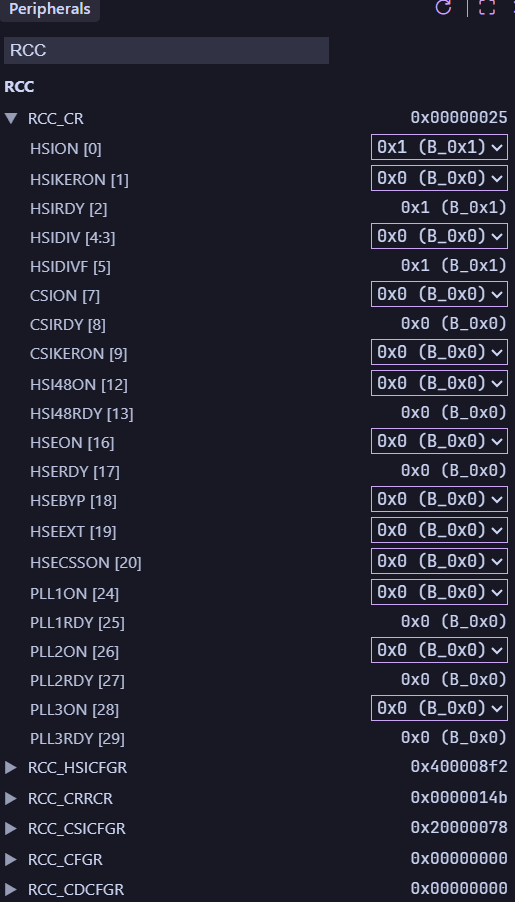 Peripherals
RCC
RCC
RCC_CR 0x00000025
HSION [0] 0x1 (B_0x1)
HSIKERON [1] 0x0 (B_0x0)
HSIRDY [2] 0x1 (B_0x1)
HSIDIV [4:3] 0x0 (B_0x0)
HSIDIVF [5] 0x1 (B_0x1)
CSION [7] 0x0 (B_0x0)
CSIRDY [8] 0x0 (B_0x0)
CSIKERON [9] 0x0 (B_0x0)
HSI48ON [12] 0x0 (B_0x0)
HSI48RDY [13] 0x0 (B_0x0)
HSEON [16] 0x0 (B_0x0)
HSERDY [17] 0x0 (B_0x0)
HSEBYP [18] 0x0 (B_0x0)
HSEEXT [19] 0x0 (B_0x0)
HSECSSON [20] 0x0 (B_0x0)
PLL1ON [24] 0x0 (B_0x0)
PLL1RDY [25] 0x0 (B_0x0)
PLL2ON [26] 0x0 (B_0x0)
PLL2RDY [27] 0x0 (B_0x0)
PLL3ON [28] 0x0 (B_0x0)
PLL3RDY [29] 0x0 (B_0x0)
RCC_HSICFGR 0x400008f2
RCC_CRRCR 0x0000014b
RCC_CSICFGR 0x20000078
RCC_CFGR 0x00000000
RCC_CDCFGR 0x00000000